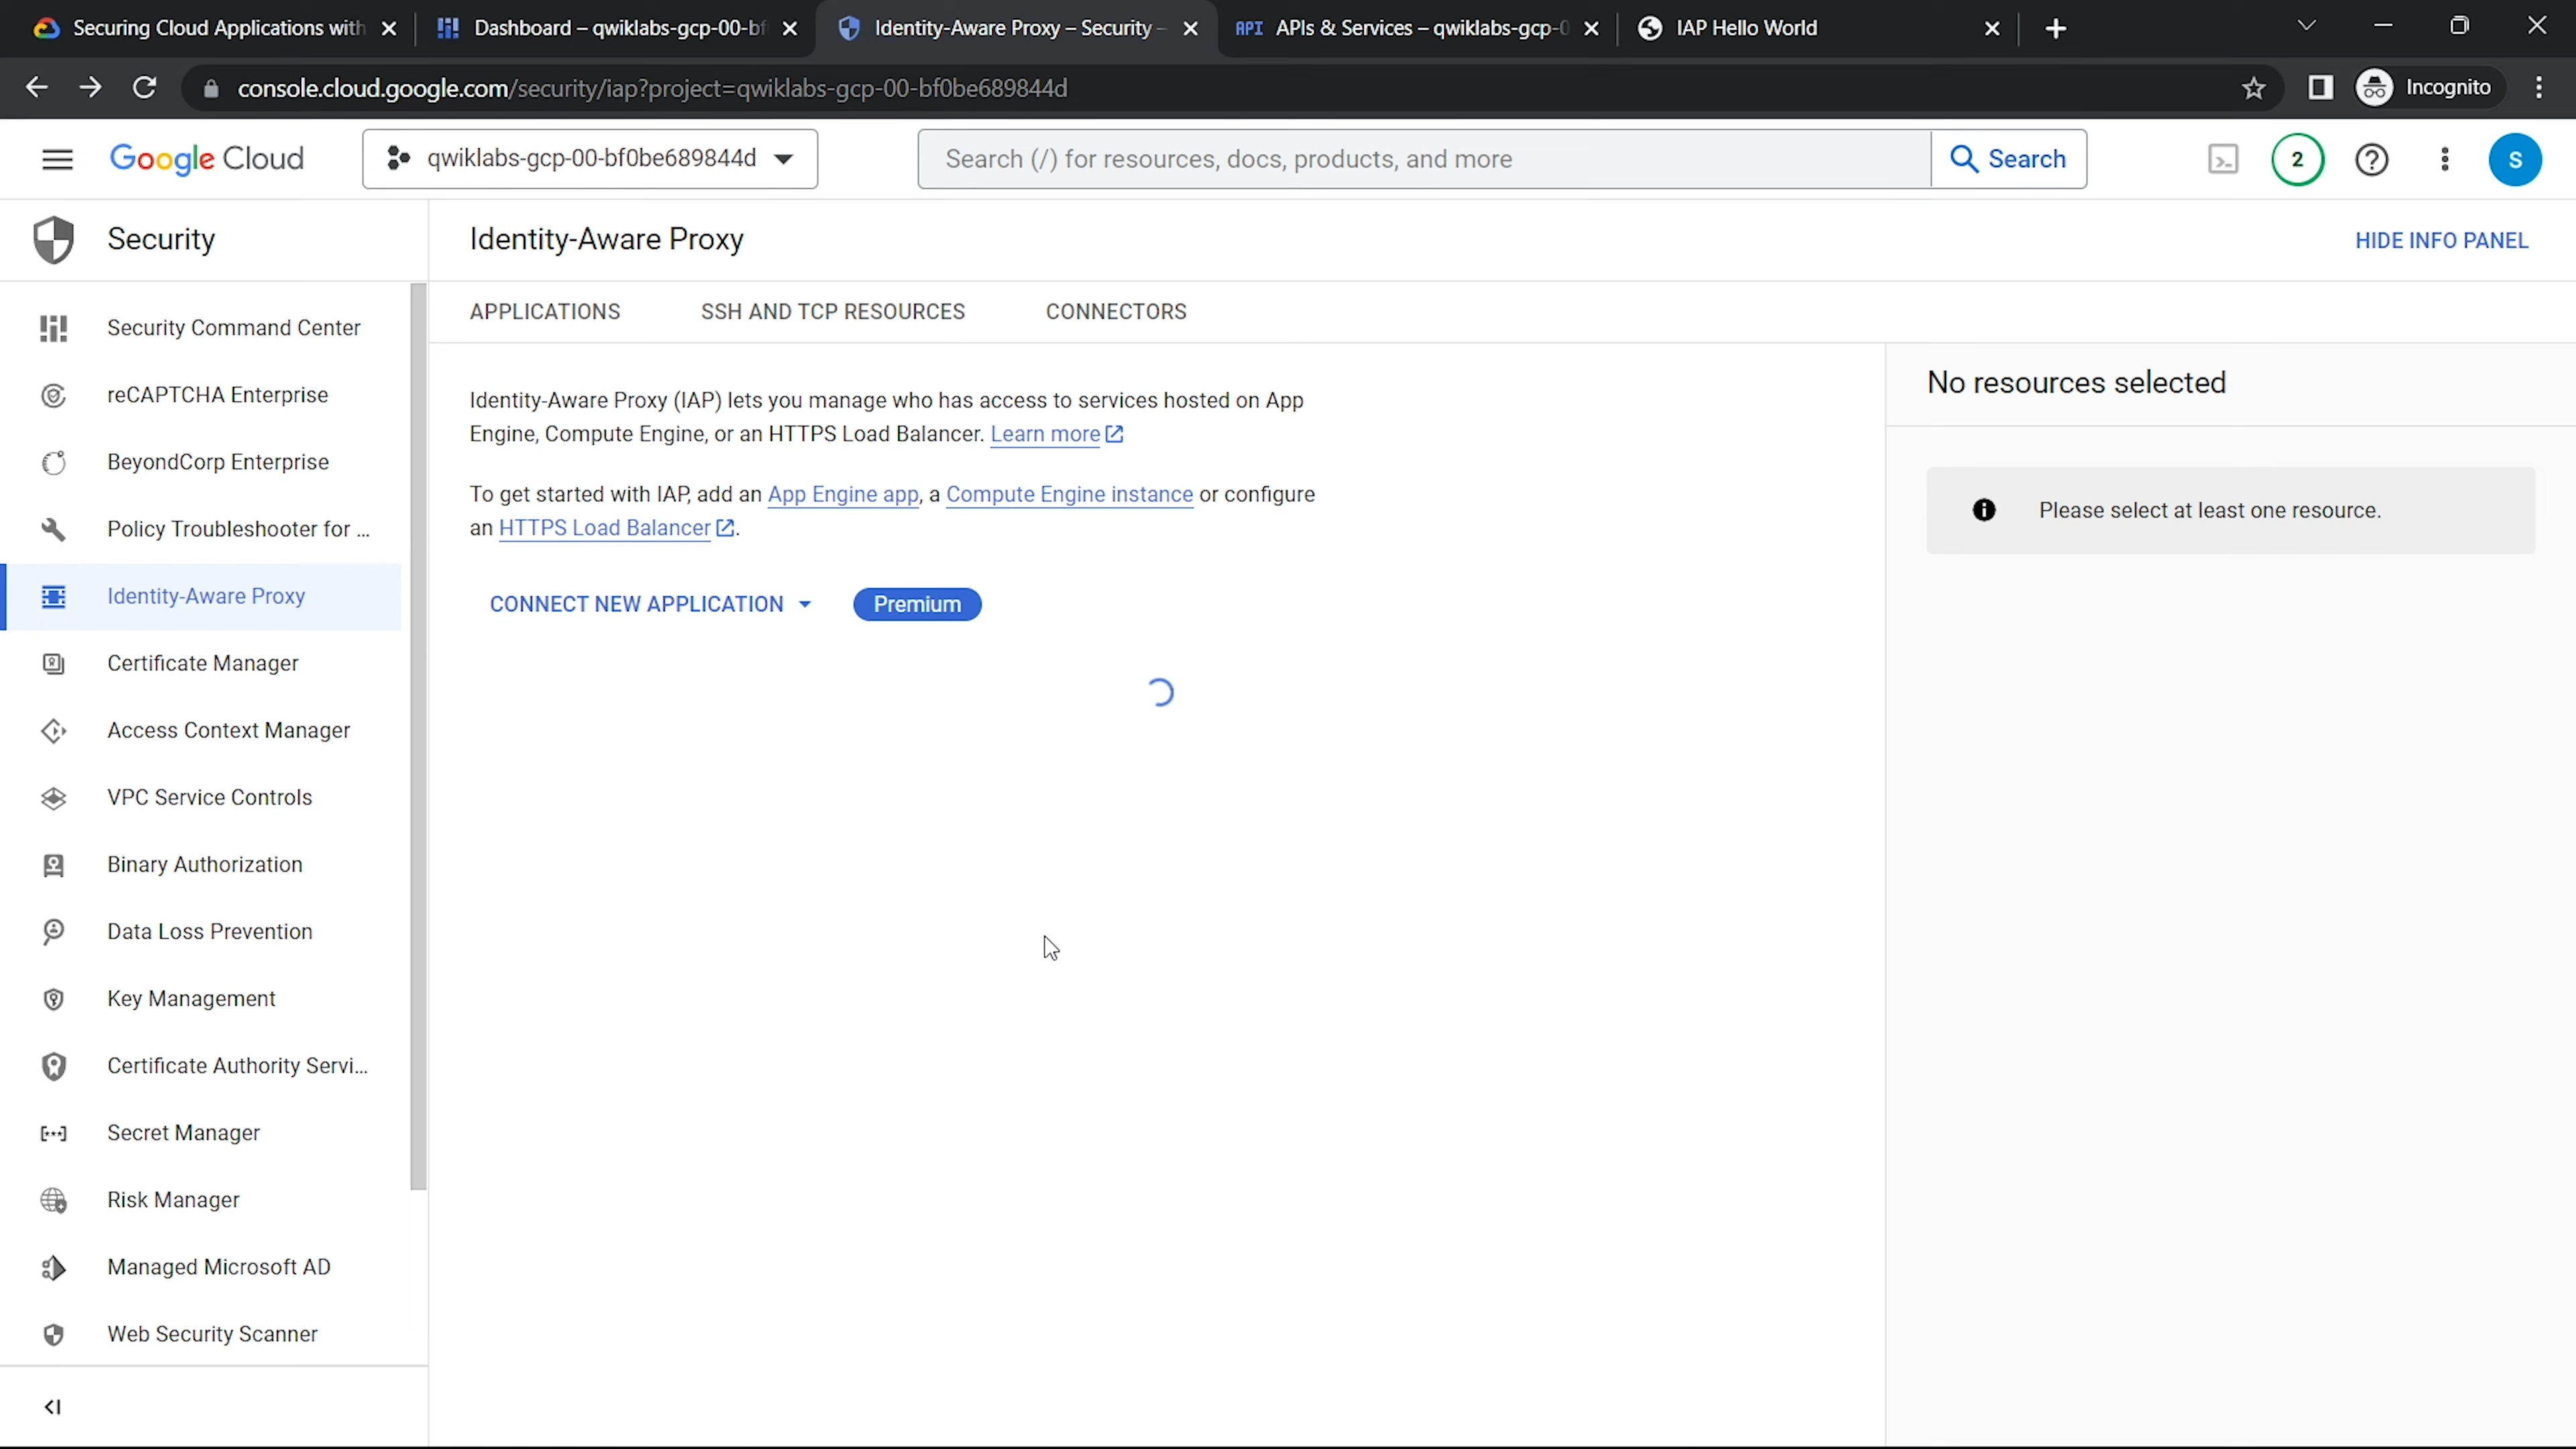 Securing Cloud Applications with
Dashboard – qwiklabs-gcp-00-bf
Identity-Aware Proxy – Security –
API APIs & Services – qwiklabs-gcp-0
IAP Hello World
console.cloud.google.com/security/iap?project=qwiklabs-gcp-00-bf0be689844d
Incognito
Google Cloud
qwiklabs-gcp-00-bf0be689844d
Search (/) for resources, docs, products, and more
Search
2
S
Security
Identity-Aware Proxy
HIDE INFO PANEL
Security Command Center
reCAPTCHA Enterprise
BeyondCorp Enterprise
Policy Troubleshooter for ...
Identity-Aware Proxy
Certificate Manager
Access Context Manager
VPC Service Controls
Binary Authorization
Data Loss Prevention
Key Management
Certificate Authority Servi...
Secret Manager
Risk Manager
Managed Microsoft AD
Web Security Scanner
APPLICATIONS
SSH AND TCP RESOURCES
CONNECTORS
Identity-Aware Proxy (IAP) lets you manage who has access to services hosted on App
Engine, Compute Engine, or an HTTPS Load Balancer. Learn more
To get started with IAP, add an App Engine app, a Compute Engine instance or configure
an HTTPS Load Balancer.
CONNECT NEW APPLICATION
Premium
No resources selected
Please select at least one resource.